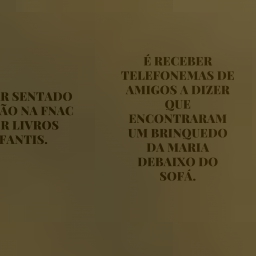 R SENTADO
ÃO NA FNAC
R LIVROS
FANTIS.
É RECEBER
TELEFONEMAS DE
AMIGOS A DIZER
QUE
ENCONTRARAM
UM BRINQUEDO
DA MARIA
DEBAIXO DO
SOFÁ.